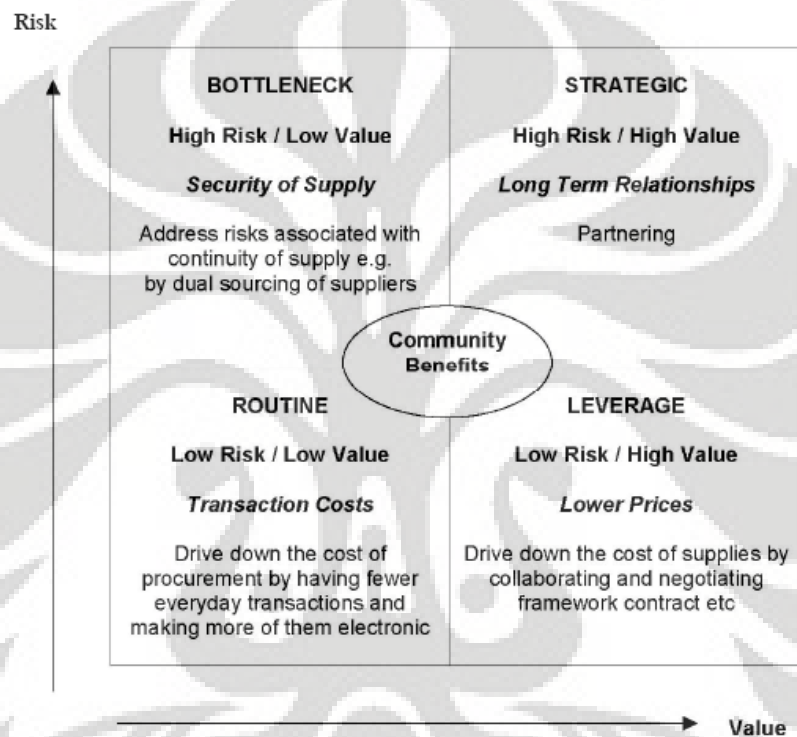 Risk
BOTTLENECK
High Risk / Low Value
Security of Supply
Address risks associated with
continuity of supply e.g.
by dual sourcing of suppliers
STRATEGIC
High Risk / High Value
Long Term Relationships
Partnering
Community
Benefits
ROUTINE
Low Risk / Low Value
Transaction Costs
Drive down the cost of
procurement by having fewer
everyday transactions and
making more of them electronic
LEVERAGE
Low Risk / High Value
Lower Prices
Drive down the cost of supplies by
collaborating and negotiating
framework contract etc
Value